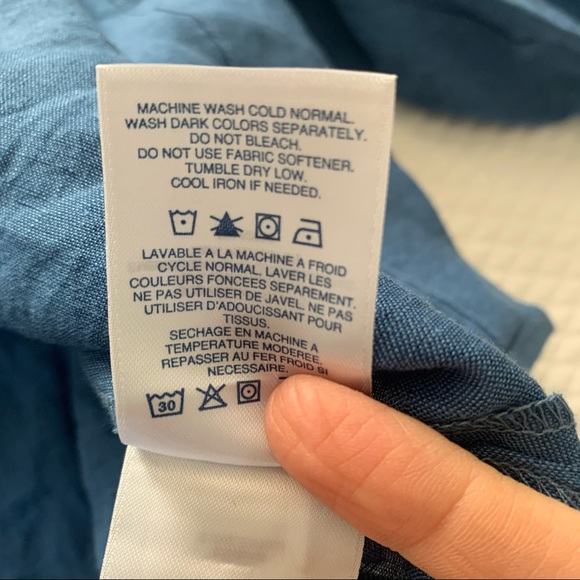 MACHINE WASH COLD NORMAL.
WASH DARK COLORS SEPARATELY.
DO NOT BLEACH.
DO NOT USE FABRIC SOFTENER.
TUMBLE DRY LOW.
COOL IRON IF NEEDED.
LAVABLE A LA MACHINE A FROID
CYCLE NORMAL. LAVER LES
COULEURS FONCEES SEPAREMENT.
NE PAS UTILISER DE JAVEL. NE PAS
UTILISER D'ADOUCISSANT POUR
TISSUS.
SECHAGE EN MACHINE A
TEMPERATURE MODEREE.
REPASSER AU FER FROID SI
NECESSAIRE.
30